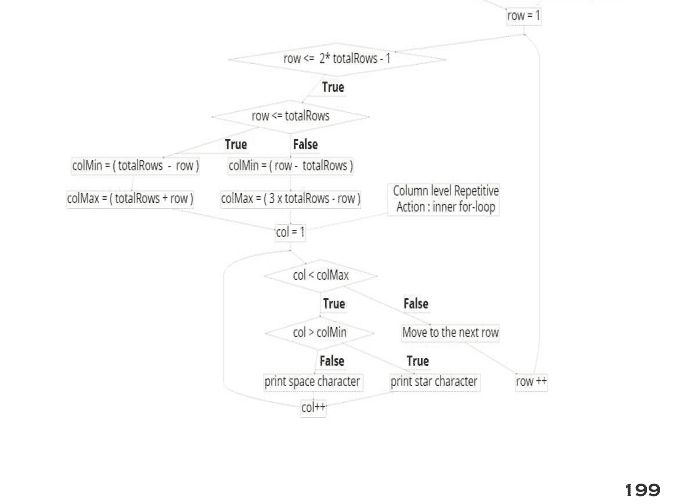 row = 1
row <= 2* totalRows - 1
True
row <= totalRows
True
False
colMin = ( totalRows - row )
colMin = ( row - totalRows )
colMax = ( totalRows + row )
colMax = ( 3 x totalRows - row )
Column level Repetitive
Action : inner for-loop
col = 1
col < colMax
True
False
col > colMin
Move to the next row
False
True
print space character
print star character
row ++
col++
199